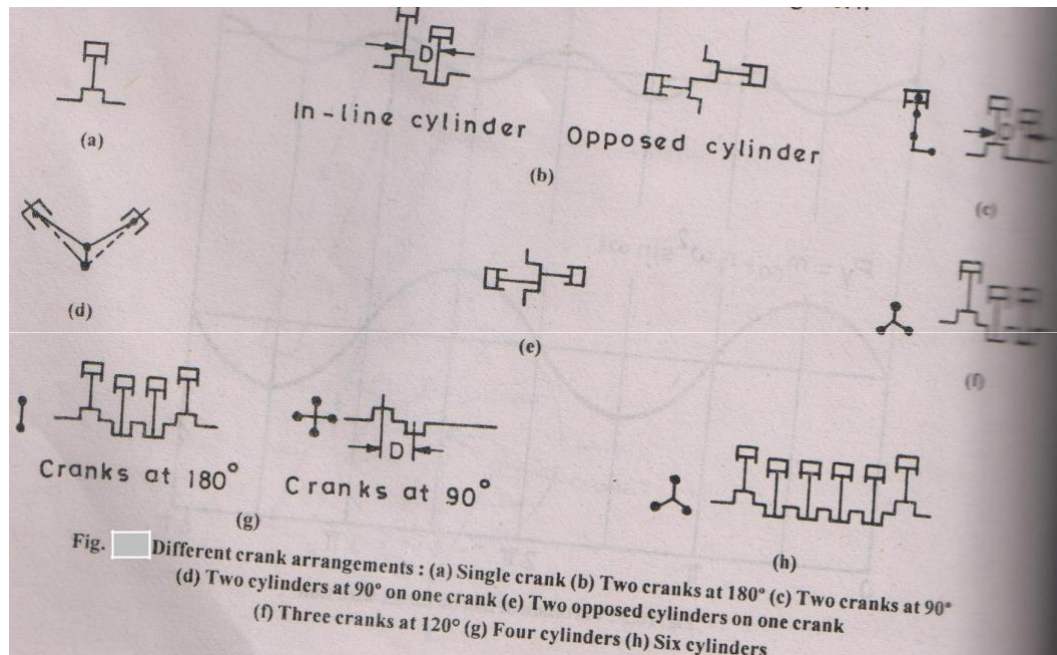 D
In-line cylinder
Opposed cylinder
(a)
(b)
D
(c)
(d)
(e)
(f)
Cranks at 180°
D
Cranks at 90°
(g)
(h)
Fig. Different crank arrangements : (a) Single crank (b) Two cranks at 180° (c) Two cranks at 90°
(d) Two cylinders at 90° on one crank (e) Two opposed cylinders on one crank
(f) Three cranks at 120° (g) Four cylinders (h) Six cylinders